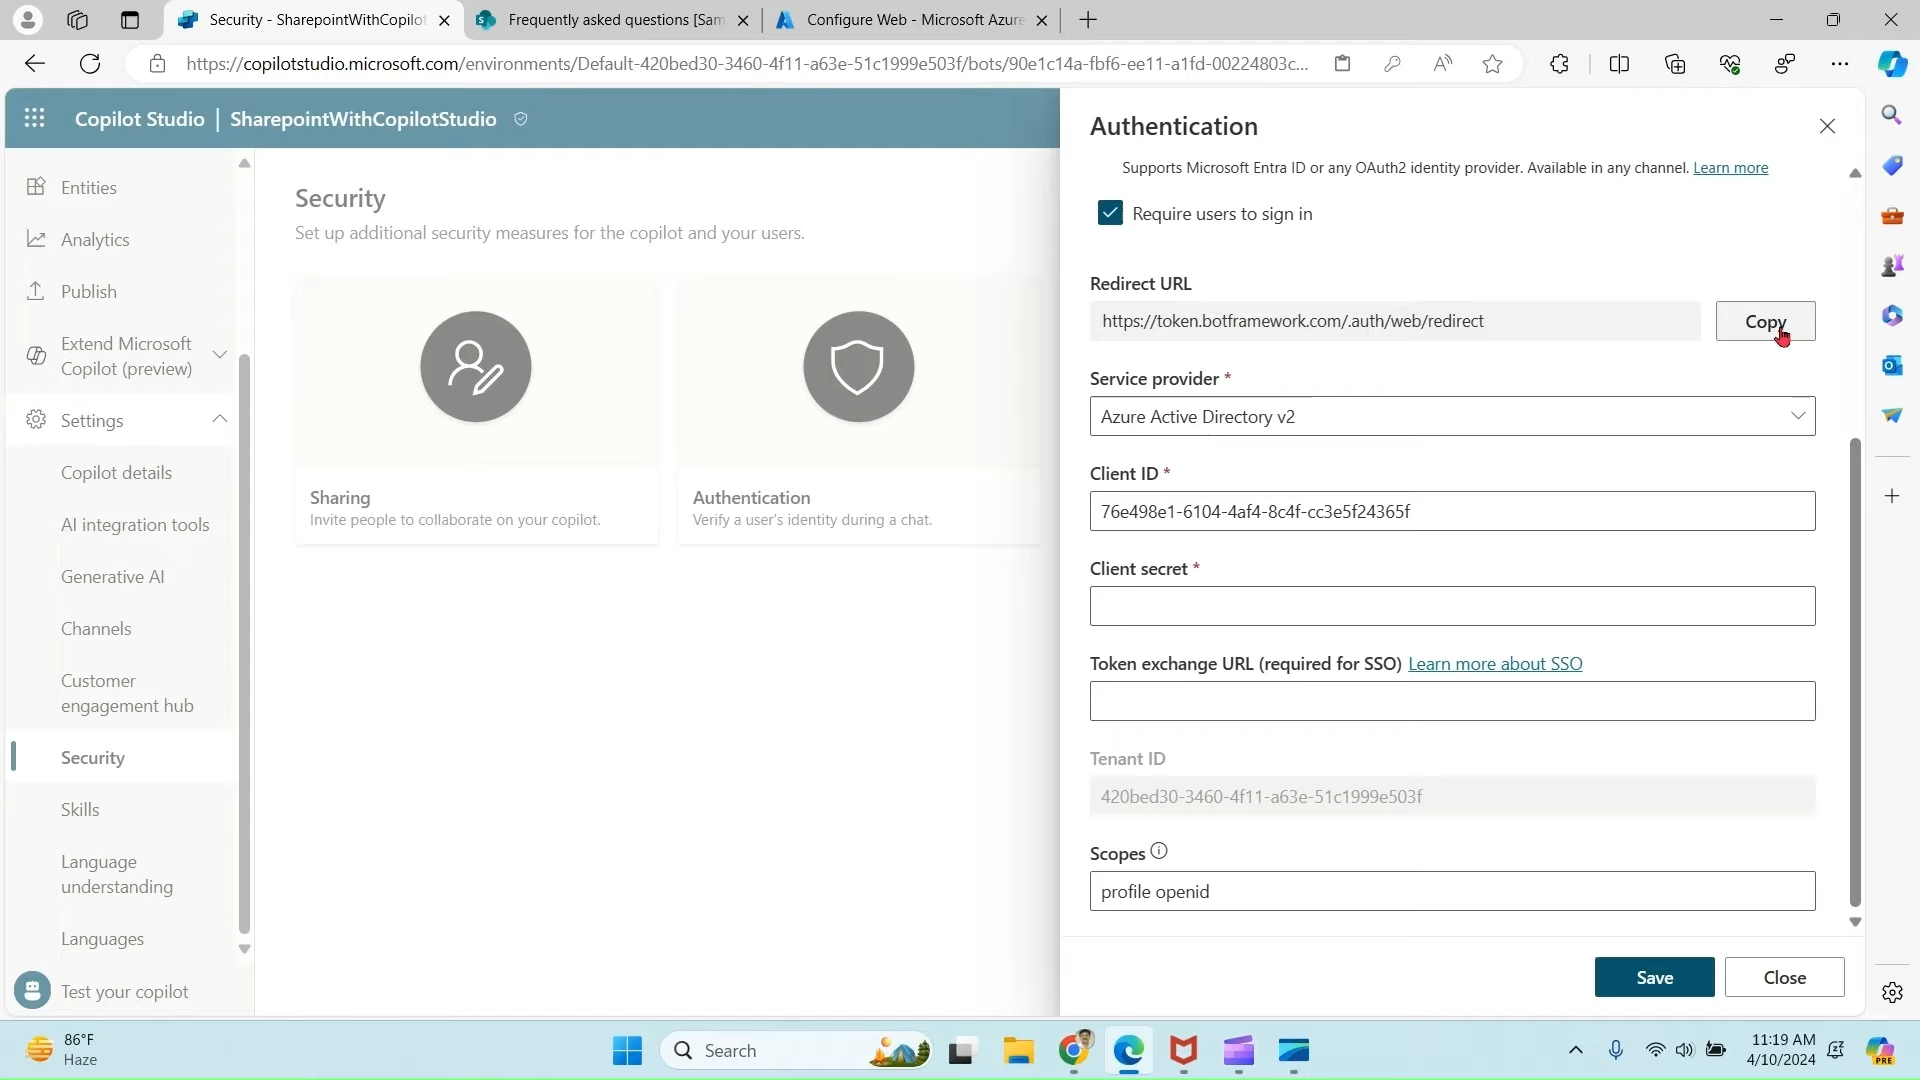 Security - SharepointWithCopilot
Frequently asked questions [Sam
Configure Web - Microsoft Azure
https://copilotstudio.microsoft.com/environments/Default-420bed30-3460-4f11-a63e-51c1999e503f/bots/90e1c14a-fbf6-ee11-a1fd-00224803c...
Copilot Studio | SharepointWithCopilotStudio
Entities
Analytics
Publish
Extend Microsoft
Copilot (preview)
Settings
Copilot details
AI integration tools
Generative AI
Channels
Customer
engagement hub
Security
Skills
Language
understanding
Languages
Test your copilot
Security
Set up additional security measures for the copilot and your users.
Sharing
Invite people to collaborate on your copilot.
Authentication
Verify a user's identity during a chat.
Authentication
Supports Microsoft Entra ID or any OAuth2 identity provider. Available in any channel. Learn more
Require users to sign in
Redirect URL
https://token.botframework.com/.auth/web/redirect
Copy
Service provider *
Azure Active Directory v2
Client ID *
76e498e1-6104-4af4-8c4f-cc3e5f24365f
Client secret *
Token exchange URL (required for SSO) Learn more about SSO
Tenant ID
420bed30-3460-4f11-a63e-51c1999e503f
Scopes
profile openid
Save
Close
86°F
Haze
Search
11:19 AM
4/10/2024
PRE